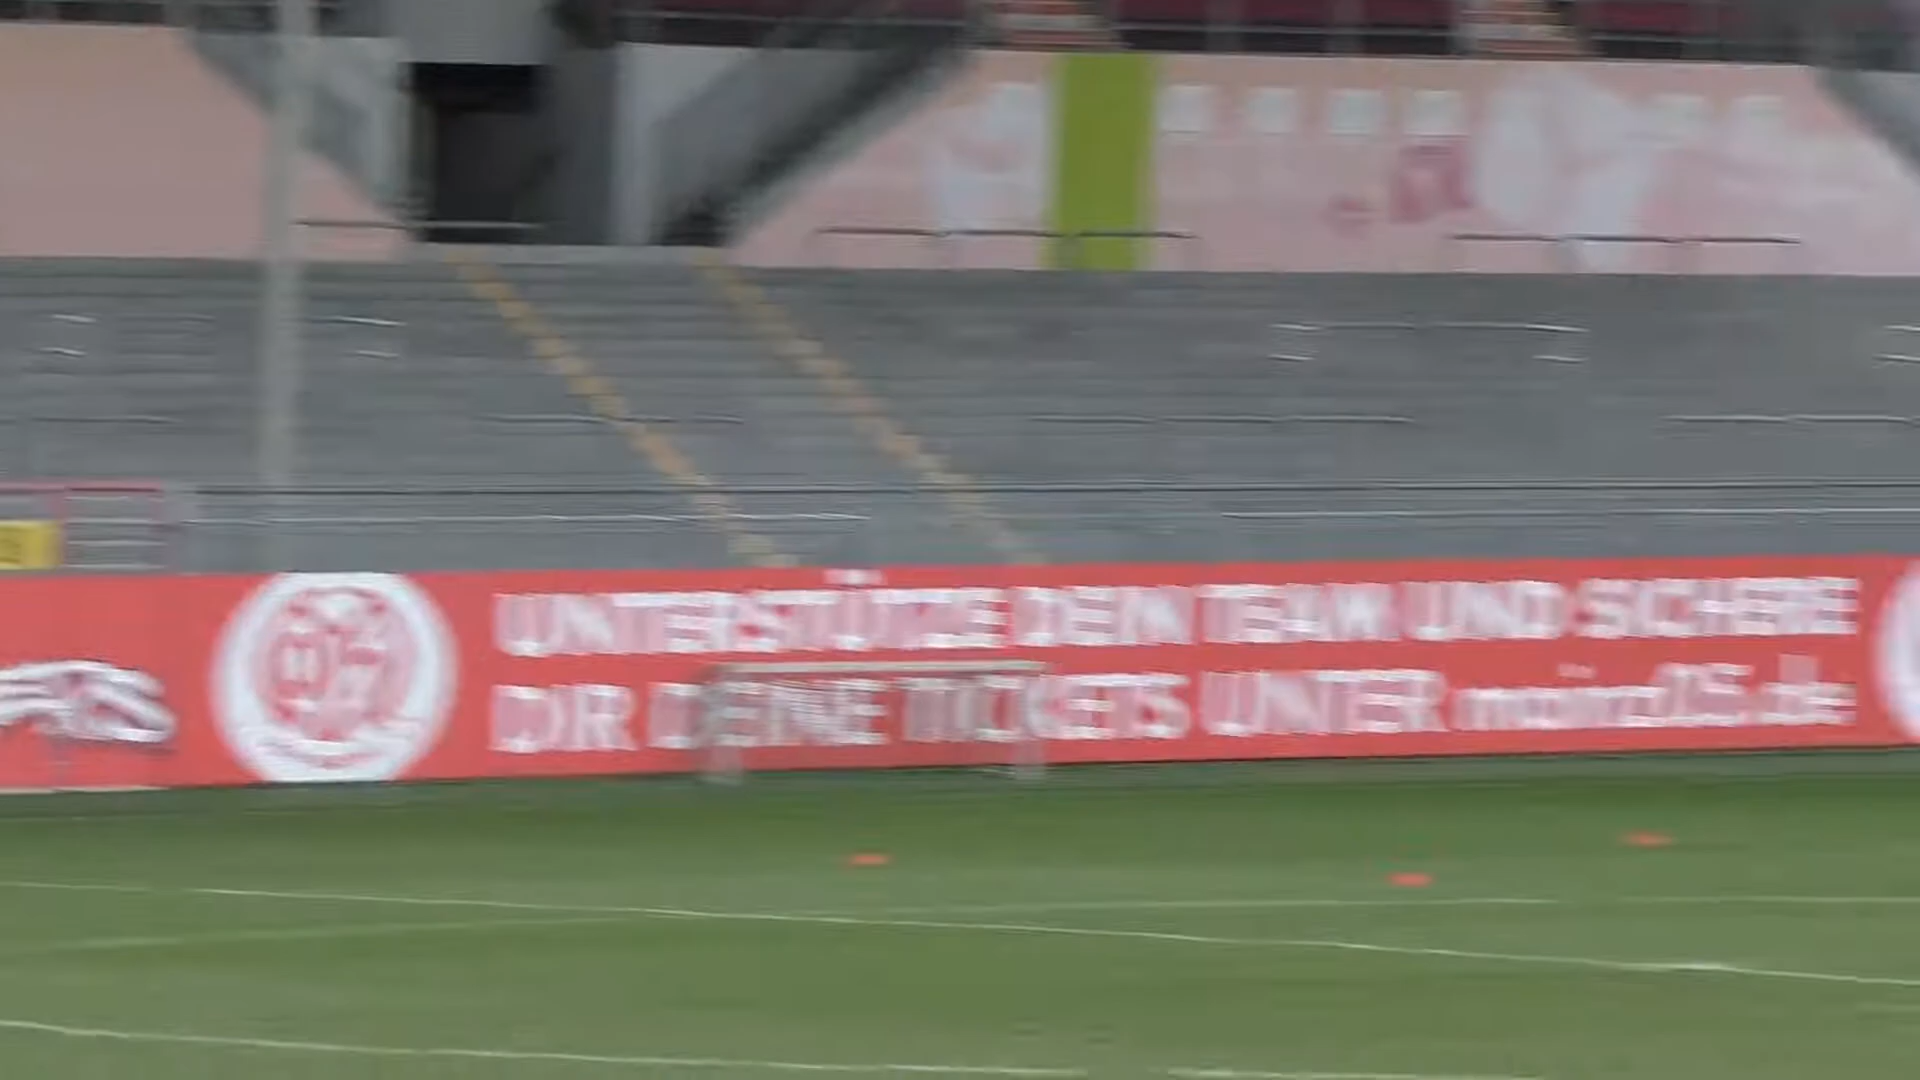 UNTERSTÜTZE DEIN TEAM UND SICHERE
DIR DEINE TICKETS UNTER mainz05.de